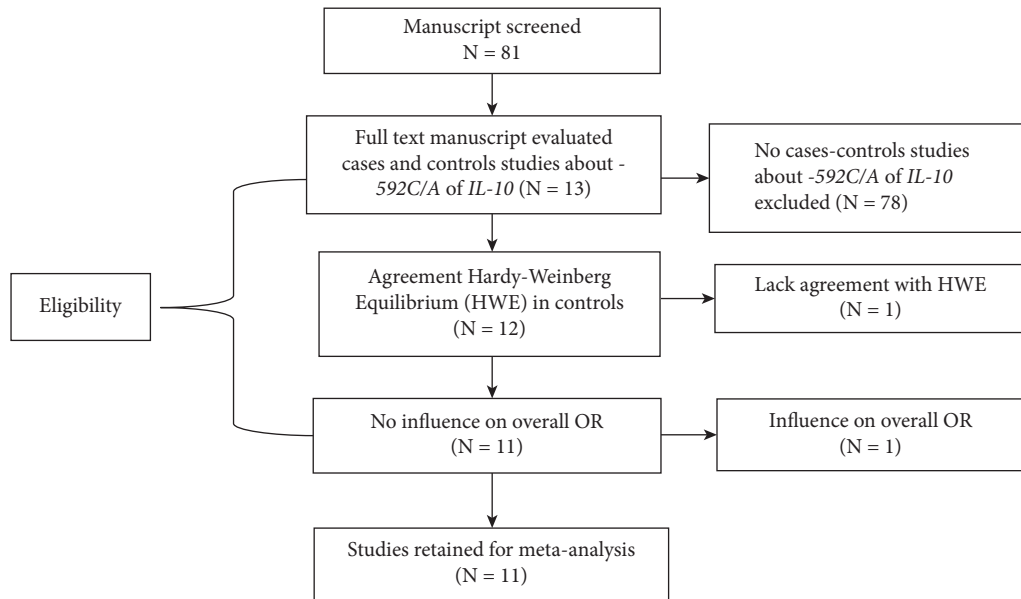 Manuscript screened
N = 81
Full text manuscript evaluated
cases and controls studies about -
592C/A of IL-10 (N = 13)
No cases-controls studies
about -592C/A of IL-10
excluded (N = 78)
Agreement Hardy-Weinberg
Equilibrium (HWE) in controls
(N = 12)
Lack agreement with HWE
(N = 1)
Eligibility
No influence on overall OR
(N = 11)
Influence on overall OR
(N = 1)
Studies retained for meta-analysis
(N = 11)